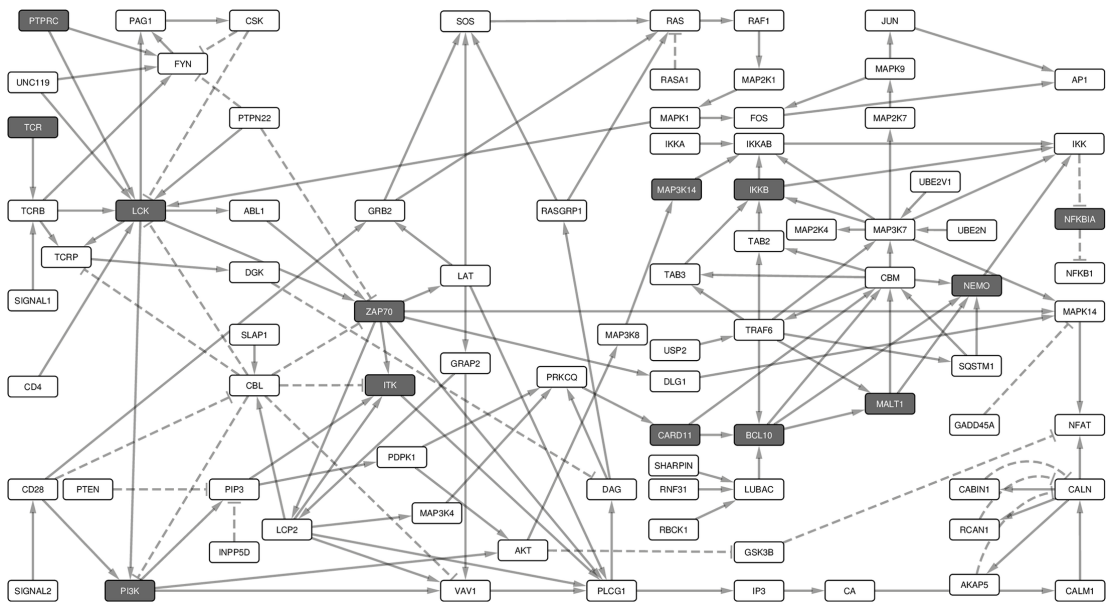 PTPRC
PAG1
CSK
SOS
RAS
RAF1
JUN
FYN
MAPK9
UNC119
RASA1
MAP2K1
AP1
TCR
PTPN22
MAPK1
FOS
MAP2K7
IKKA
IKKAB
IKK
MAP3K14
IKKB
UBE2V1
TCRB
LCK
ABL1
GRB2
RASGRP1
NFKBIA
MAP2K4
MAP3K7
UBE2N
TAB2
TCRP
DGK
LAT
TAB3
CBM
NFKB1
NEMO
SIGNAL1
ZAP70
MAPK14
SLAP1
MAP3K8
TRAF6
USP2
GRAP2
SQSTM1
CD4
CBL
ITK
PRKCQ
DLG1
MALT1
GADD45A
NFAT
CARD11
BCL10
PDPK1
SHARPIN
CD28
PTEN
PIP3
DAG
RNF31
LUBAC
CABIN1
CALN
MAP3K4
LCP2
RBCK1
RCAN1
INPP5D
AKT
GSK3B
SIGNAL2
PI3K
VAV1
PLCG1
IP3
CA
AKAP5
CALM1